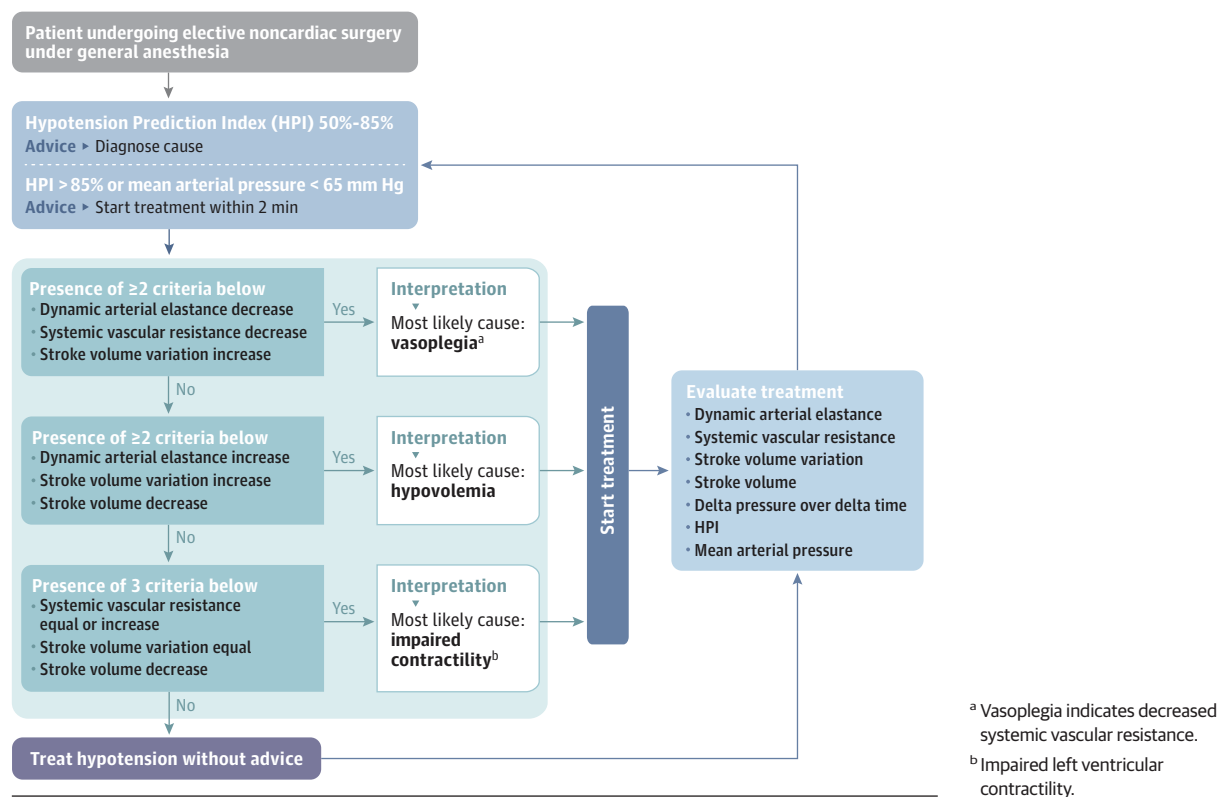 Patient undergoing elective noncardiac surgery
under general anesthesia
Hypotension Prediction Index (HPI) 50%-85%
Advice ▸ Diagnose cause
HPI >85% or mean arterial pressure < 65 mm Hg
Advice ▸ Start treatment within 2 min
Presence of ≥2 criteria below
• Dynamic arterial elastance decrease
• Systemic vascular resistance decrease
• Stroke volume variation increase
Yes
Interpretation
Most likely cause:
vasoplegiaᵃ
No
Presence of ≥2 criteria below
• Dynamic arterial elastance increase
• Stroke volume variation increase
• Stroke volume decrease
Yes
Interpretation
Most likely cause:
hypovolemia
No
Presence of 3 criteria below
• Systemic vascular resistance
equal or increase
• Stroke volume variation equal
• Stroke volume decrease
Yes
Interpretation
Most likely cause:
impaired
contractilityᵇ
No
Treat hypotension without advice
Start treatment
Evaluate treatment
• Dynamic arterial elastance
• Systemic vascular resistance
• Stroke volume variation
• Stroke volume
• Delta pressure over delta time
• HPI
• Mean arterial pressure
ᵃ Vasoplegia indicates decreased
systemic vascular resistance.
ᵇ Impaired left ventricular
contractility.